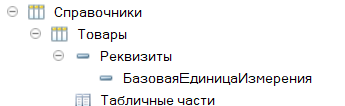 Справочники
Товары
Реквизиты
БазоваяЕдиницаИзмерения
Табличные части